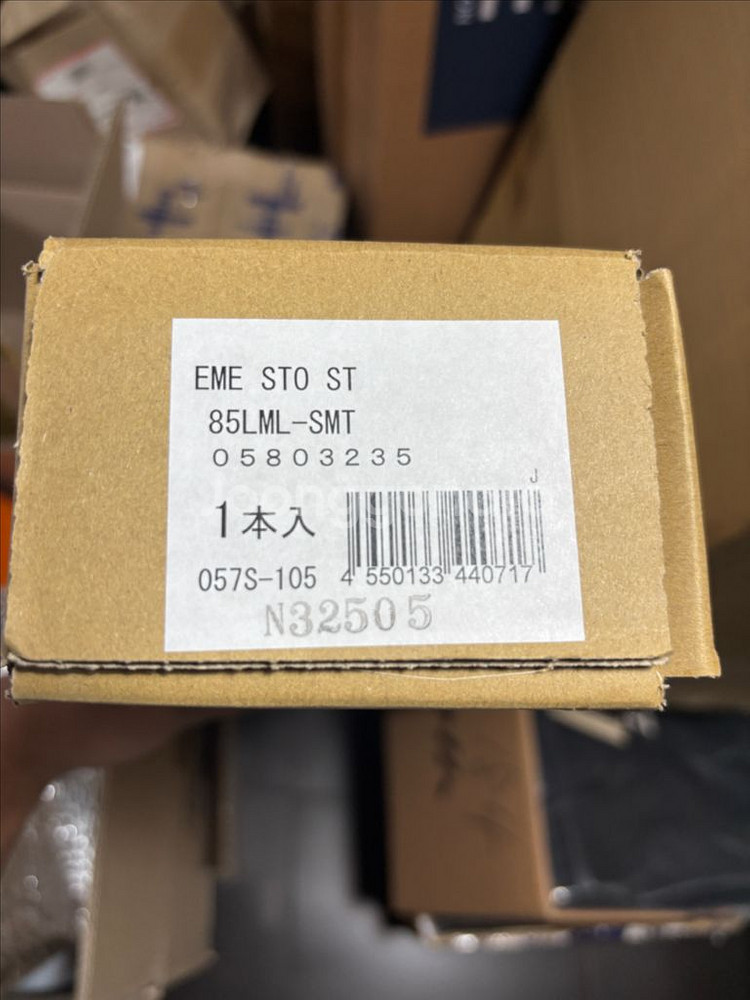 EME STO ST
85LML-SMT
05803235
J
1本入
057S-105
4 550133 440717
N32505